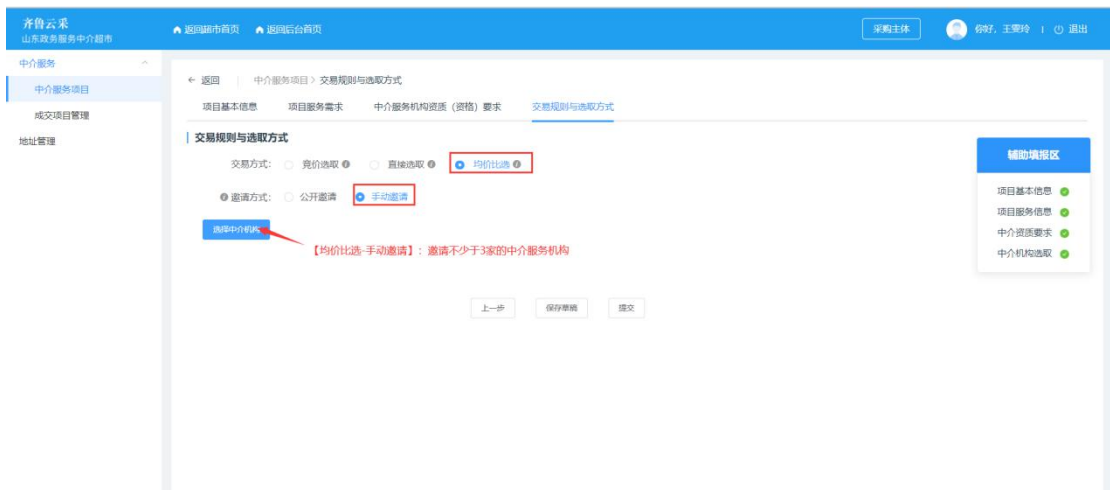 齐鲁云采
山东政务服务中介超市
返回超市首页 返回后台首页
采购主体
你好, 王雯玲 | 退出
中介服务
中介服务项目
成交项目管理
地址管理
← 返回 | 中介服务项目 > 交易规则与选取方式
项目基本信息 项目服务需求 中介服务机构资质（资格）要求 交易规则与选取方式
交易规则与选取方式
交易方式: 竞价选取 直接选取 均价比选
邀请方式: 公开邀请 手动邀请
选择中介机构
【均价比选-手动邀请】: 邀请不少于3家的中介服务机构
上一步 保存草稿 提交
辅助填报区
项目基本信息
项目服务信息
中介资质要求
中介机构选取